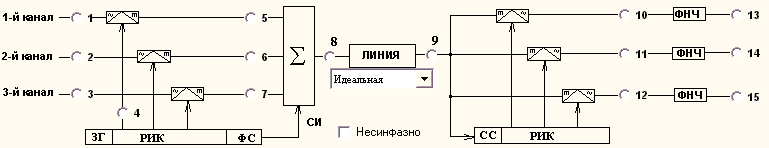 1-й канал 1 5 10 ФНЧ 13
2-й канал 2 6 Σ 8 ЛИНИЯ 9 11 ФНЧ 14
Идеальная
3-й канал 3 7 12 ФНЧ 15
4
СИ
Несинфазно
ЗГ РИК ФС СС РИК